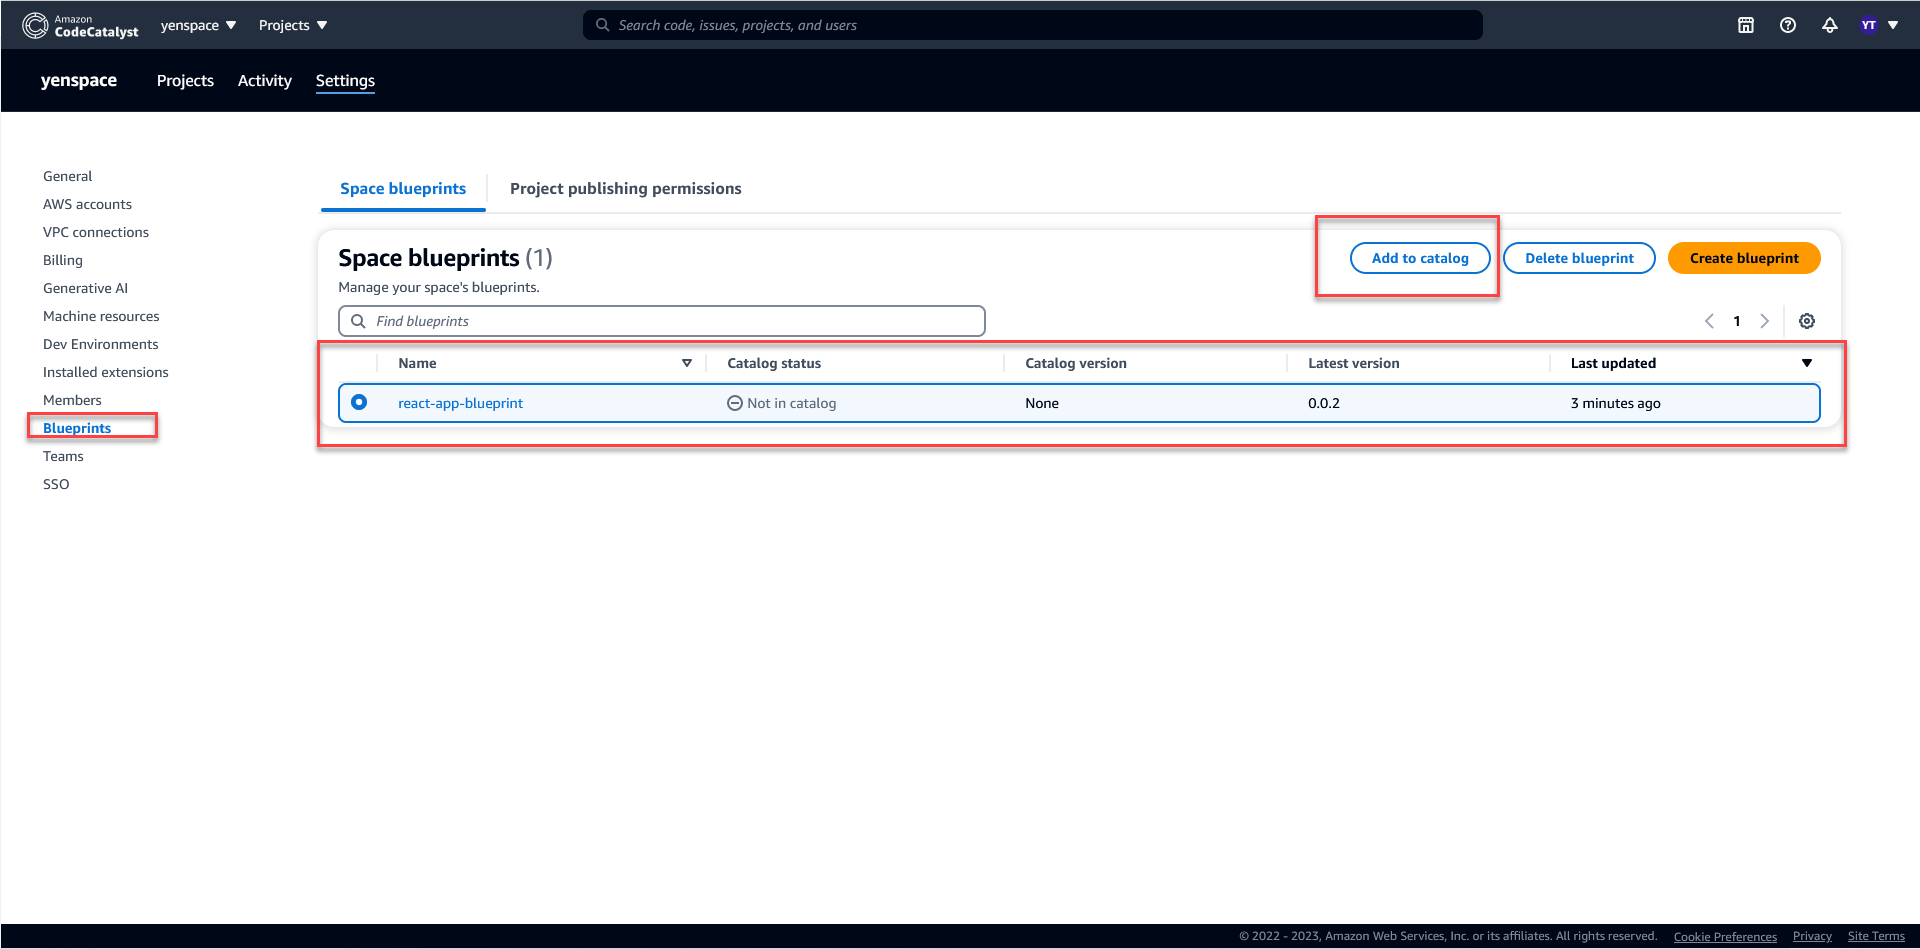 Amazon
CodeCatalyst
yenspace
Projects
Search code, issues, projects, and users
YT
yenspace
Projects
Activity
Settings
General
AWS accounts
VPC connections
Billing
Generative AI
Machine resources
Dev Environments
Installed extensions
Members
Blueprints
Teams
SSO
Space blueprints
Project publishing permissions
Space blueprints (1)
Add to catalog
Delete blueprint
Create blueprint
Manage your space's blueprints.
Find blueprints
1
Name
Catalog status
Catalog version
Latest version
Last updated
react-app-blueprint
Not in catalog
None
0.0.2
3 minutes ago
© 2022 - 2023, Amazon Web Services, Inc. or its affiliates. All rights reserved.
Cookie Preferences
Privacy
Site Terms